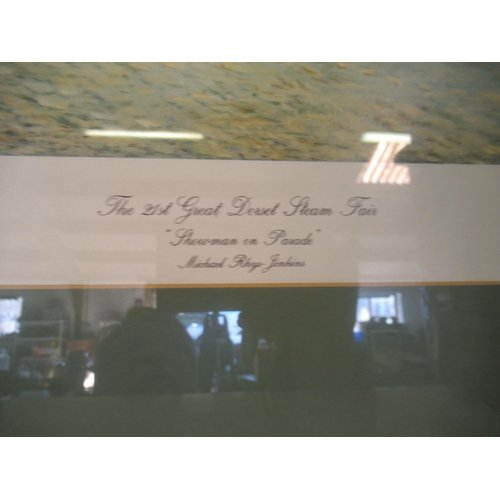 The 21st Great Dorset Steam Fair
"Showman on Parade"
Michael Rhys-Jenkins